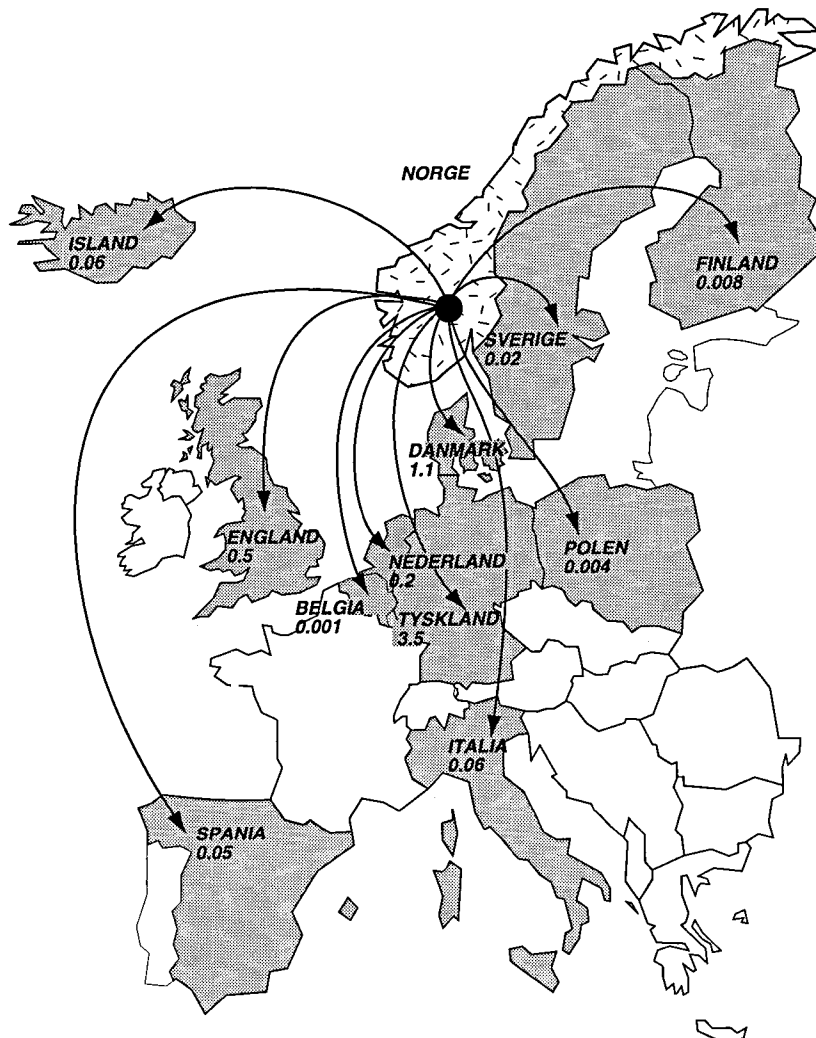 NORGE
ISLAND
0.06
FINLAND
0.008
SVERIGE
0.02
DANMARK
1.1
ENGLAND
0.5
NEDERLAND
0.2
POLEN
0.004
BELGIA
0.001
TYSKLAND
3.5
ITALIA
0.06
SPANIA
0.05